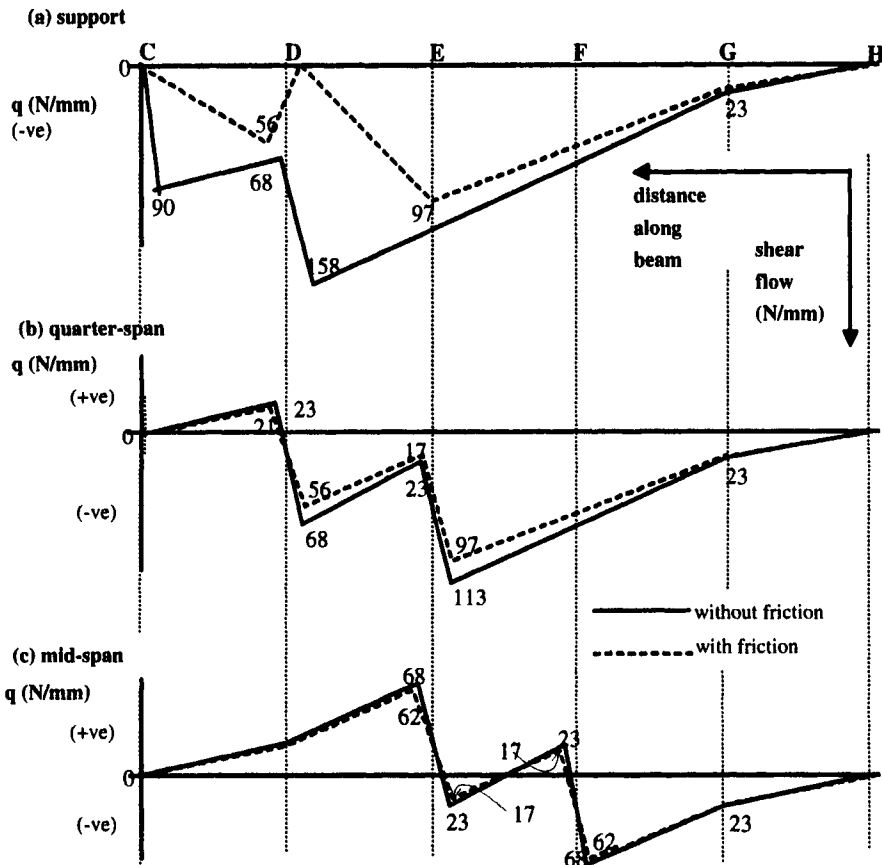 (a) support
C D E F G H
0
q (N/mm)
(-ve)
56
23
90
68
97
158
distance
along
beam
shear
flow
(N/mm)
(b) quarter-span
q (N/mm)
(+ve)
23
21
0
17
56
23
23
(-ve)
68
97
113
without friction
with friction
(c) mid-span
q (N/mm)
68
62
(+ve)
23
17
0
17
23
23
(-ve)
62
68